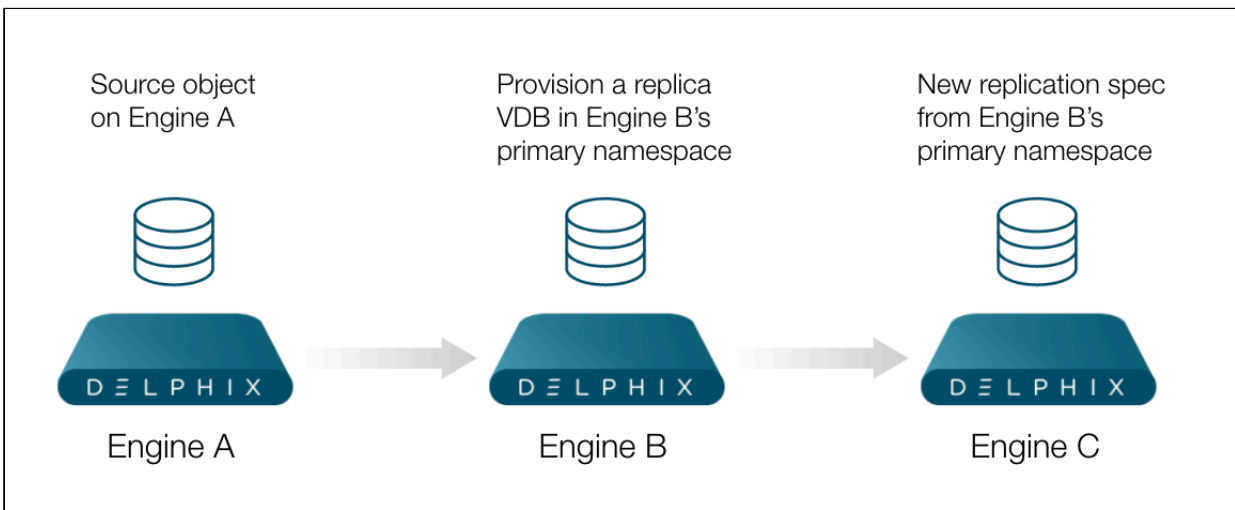 Source object
on Engine A
Provision a replica
VDB in Engine B's
primary namespace
New replication spec
from Engine B's
primary namespace
DELPHIX
DELPHIX
DELPHIX
Engine A
Engine B
Engine C